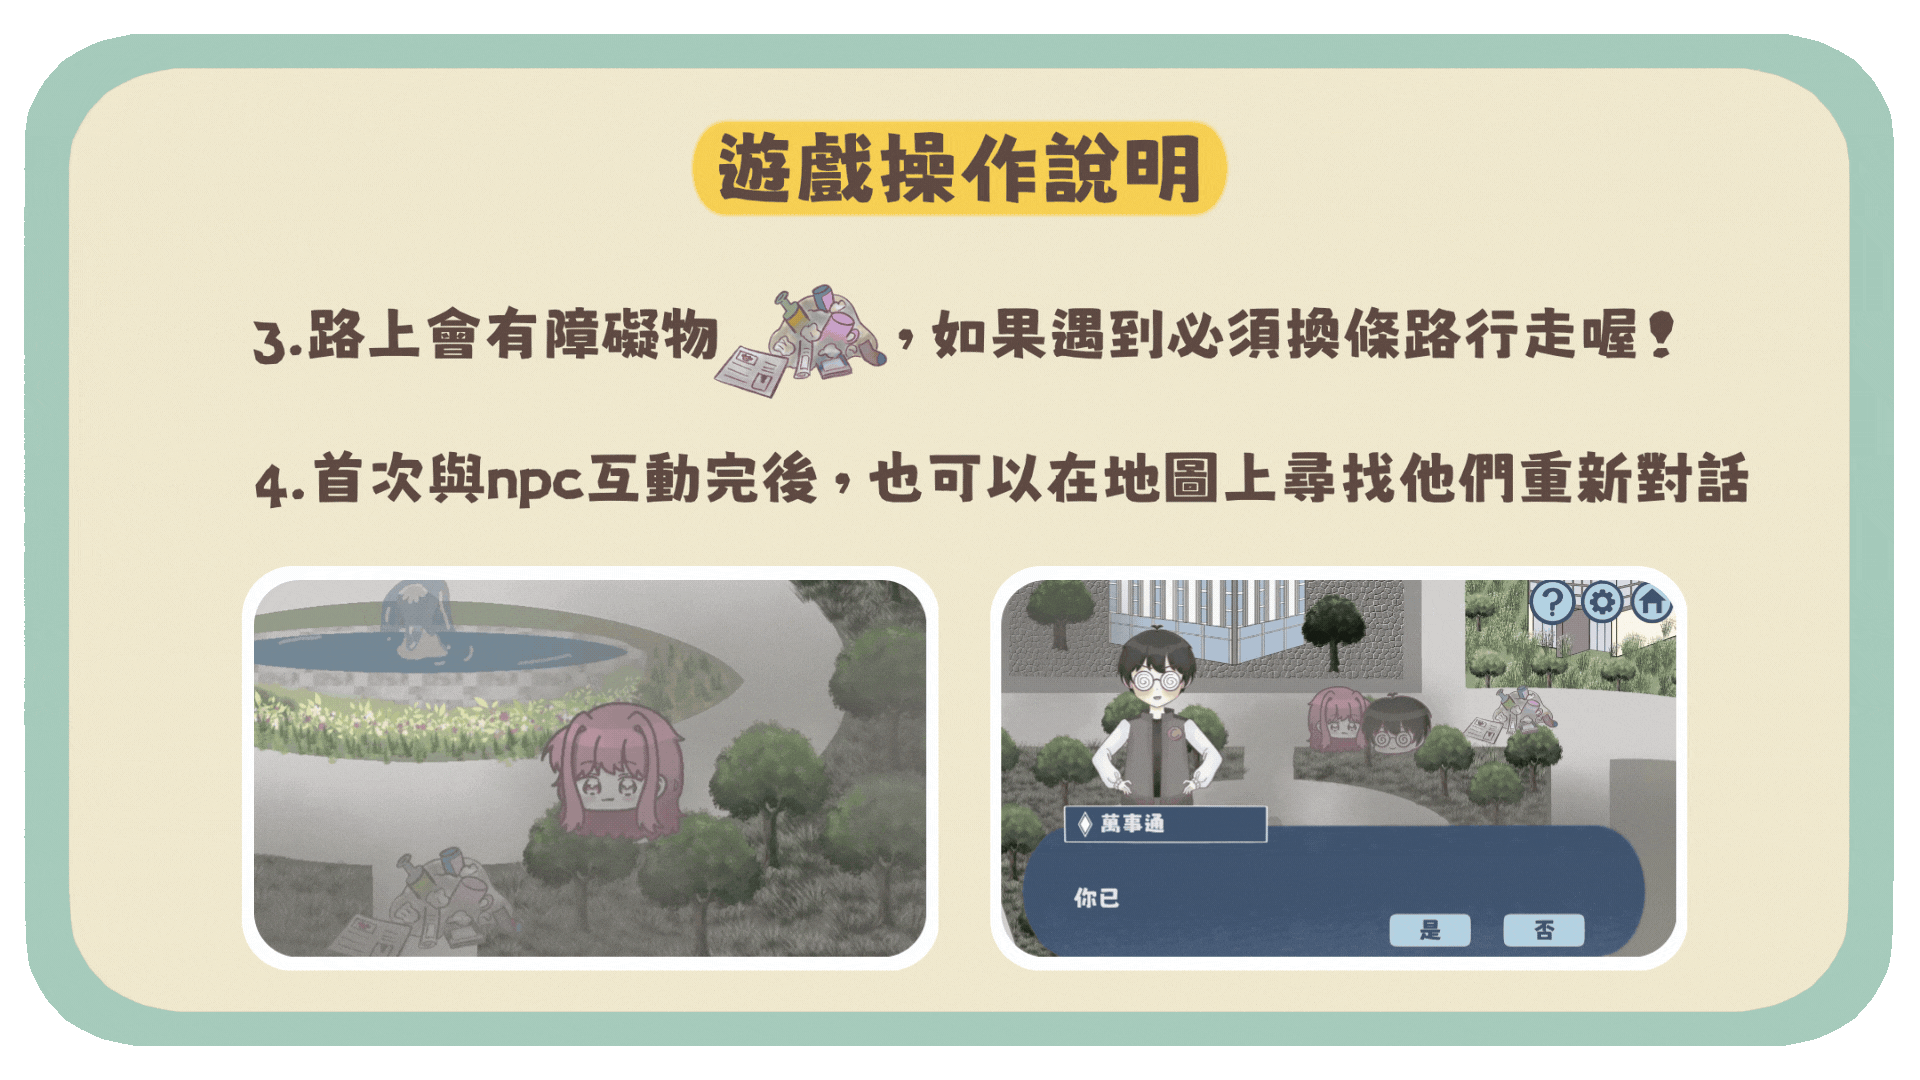 遊戲操作說明
3.路上會有障礙物，如果遇到必須換條路行走喔！
4.首次與npc互動完後，也可以在地圖上尋找他們重新對話
?
萬事通
你已
是
否